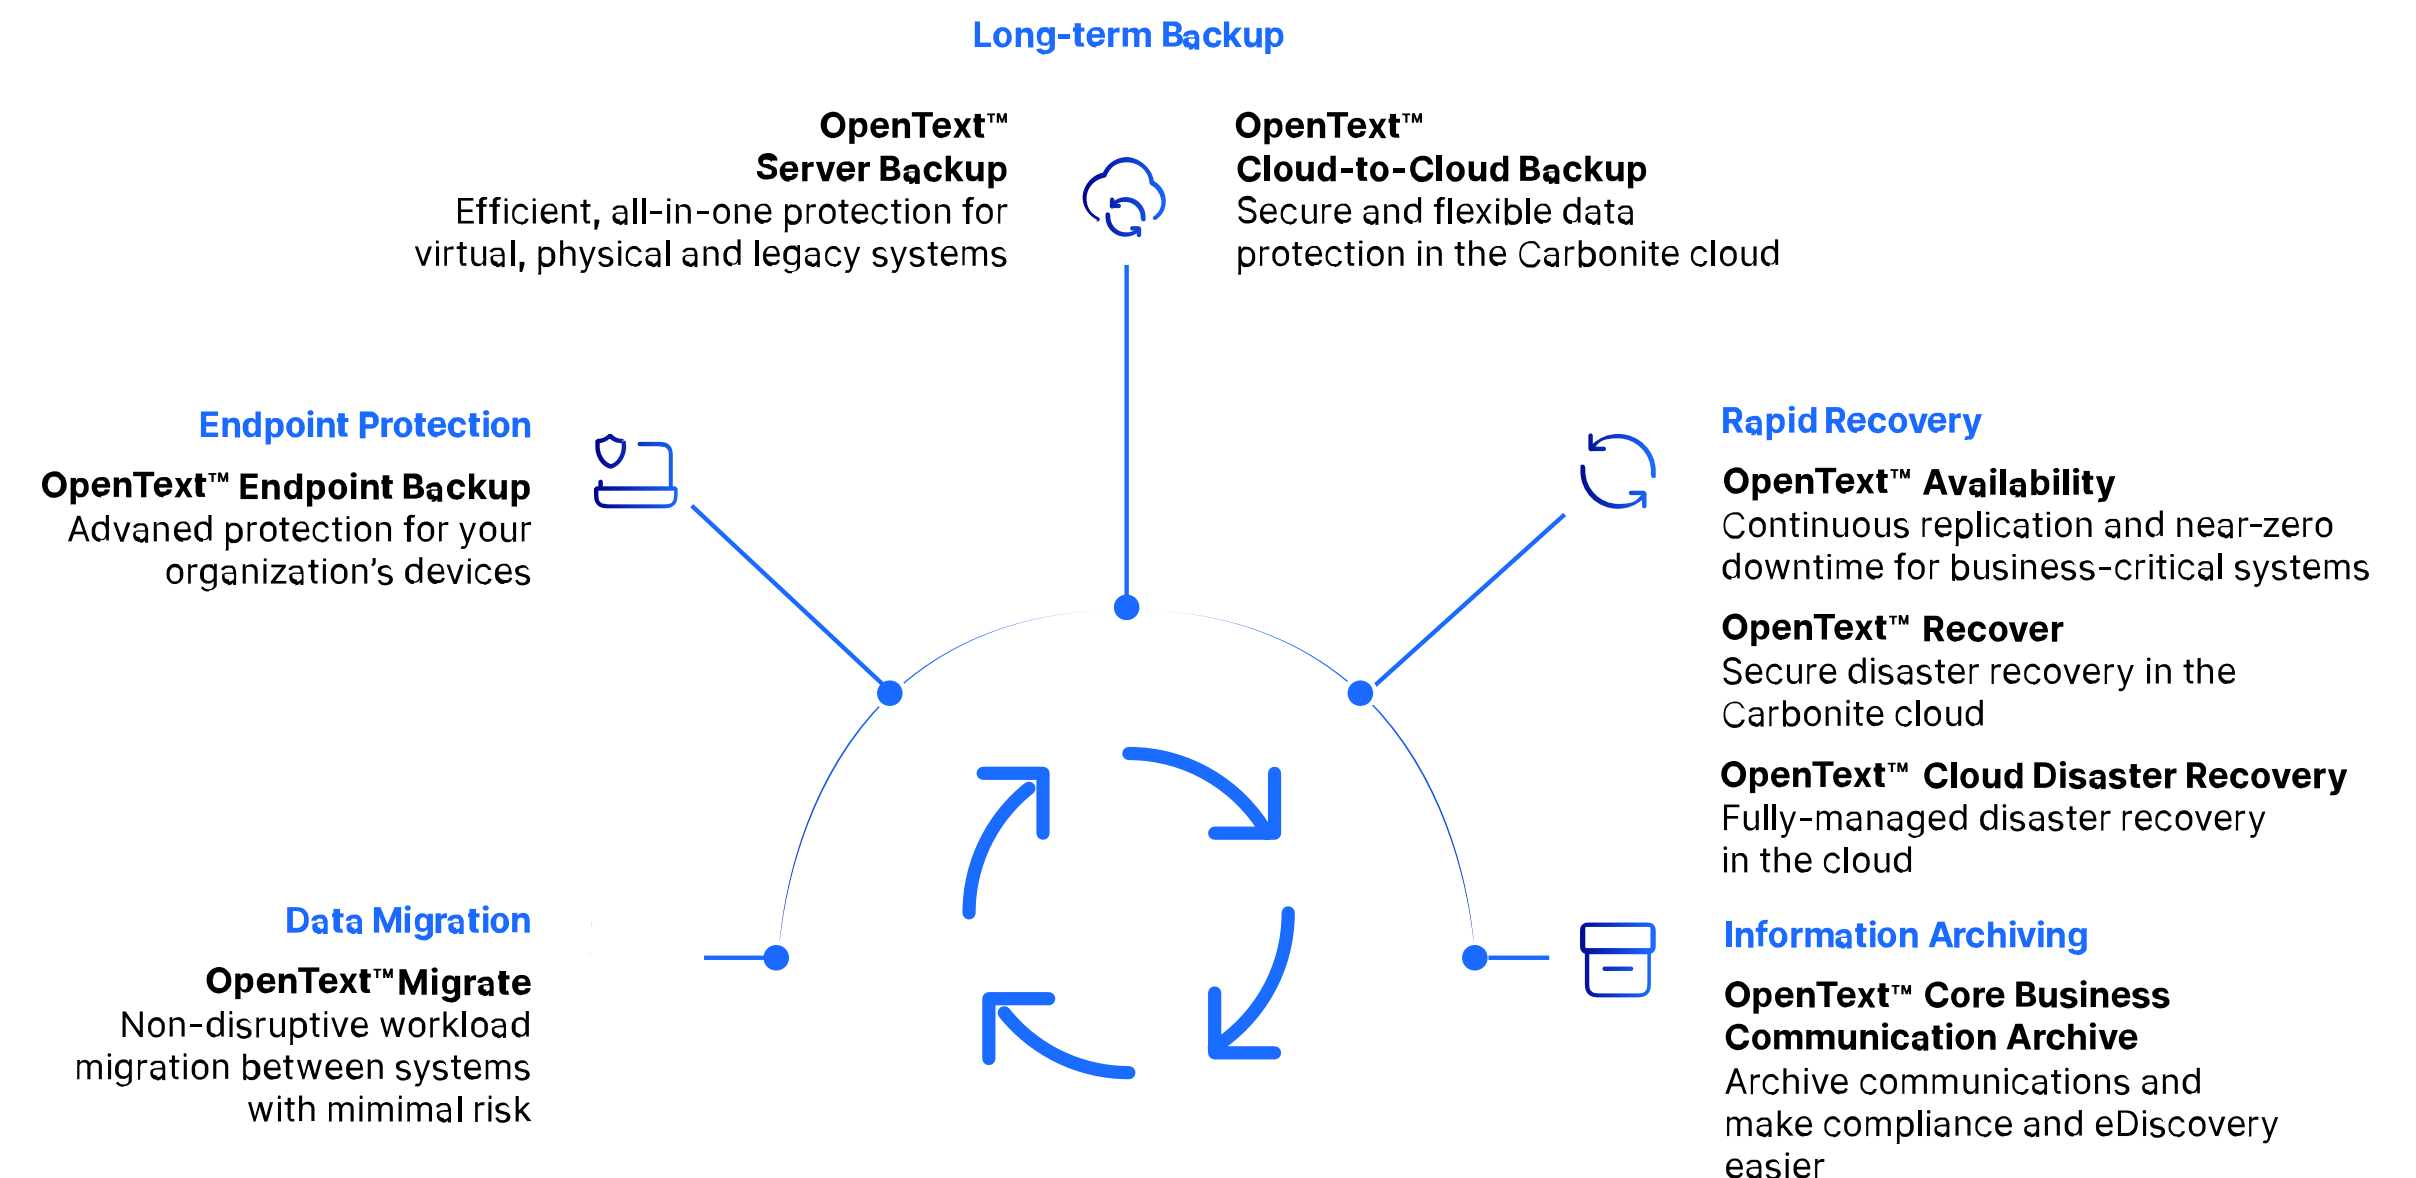 Long-term Backup
OpenText™
Server Backup
Efficient, all-in-one protection for
virtual, physical and legacy systems
OpenText™
Cloud-to-Cloud Backup
Secure and flexible data
protection in the Carbonite cloud
Endpoint Protection
OpenText™ Endpoint Backup
Advaned protection for your
organization's devices
Rapid Recovery
OpenText™ Availability
Continuous replication and near-zero
downtime for business-critical systems
OpenText™ Recover
Secure disaster recovery in the
Carbonite cloud
OpenText™ Cloud Disaster Recovery
Fully-managed disaster recovery
in the cloud
Data Migration
OpenText™Migrate
Non-disruptive workload
migration between systems
with mimimal risk
Information Archiving
OpenText™ Core Business
Communication Archive
Archive communications and
make compliance and eDiscovery
easier